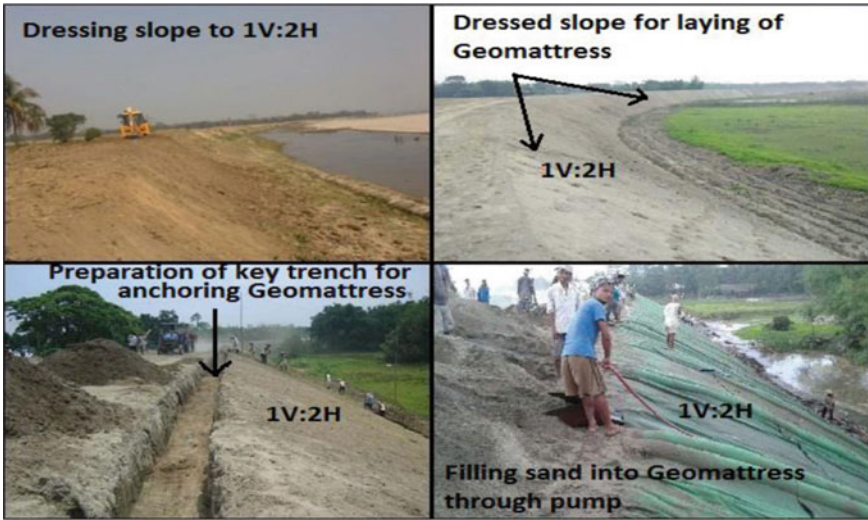 Dressing slope to 1V:2H
Dressed slope for laying of
Geomattress
1V:2H
Preparation of key trench for
anchoring Geomattress
1V:2H
1V:2H
Filling sand into Geomattress
through pump